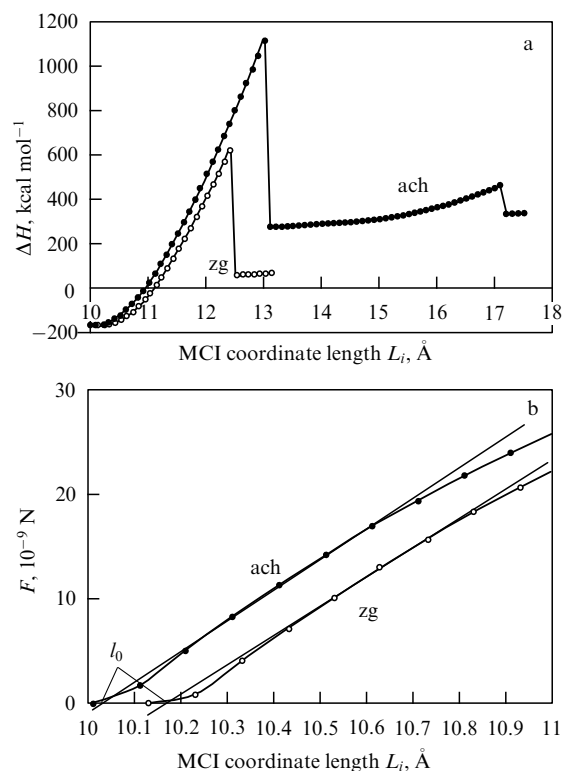 a
1200
1000
800
600
400
200
0
−200
ΔH, kcal mol−1
ach
zg
10 11 12 13 14 15 16 17 18
MCI coordinate length Li, Å
b
30
20
10
0
F, 10−9 N
ach
zg
l0
10 10.1 10.2 10.3 10.4 10.5 10.6 10.7 10.8 10.9 11
MCI coordinate length Li, Å